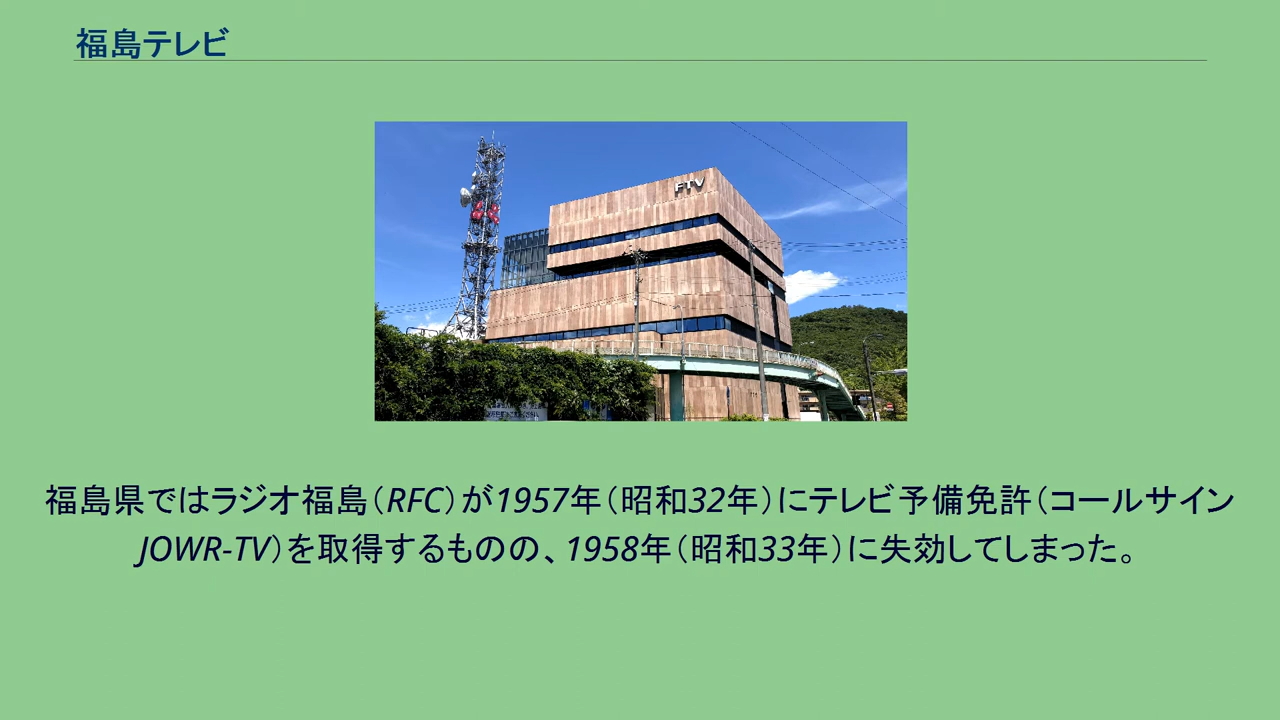 福島テレビ
FTV
福島県ではラジオ福島（RFC）が1957年（昭和32年）にテレビ予備免許（コールサイン
JOWR-TV）を取得するものの、1958年（昭和33年）に失効してしまった。